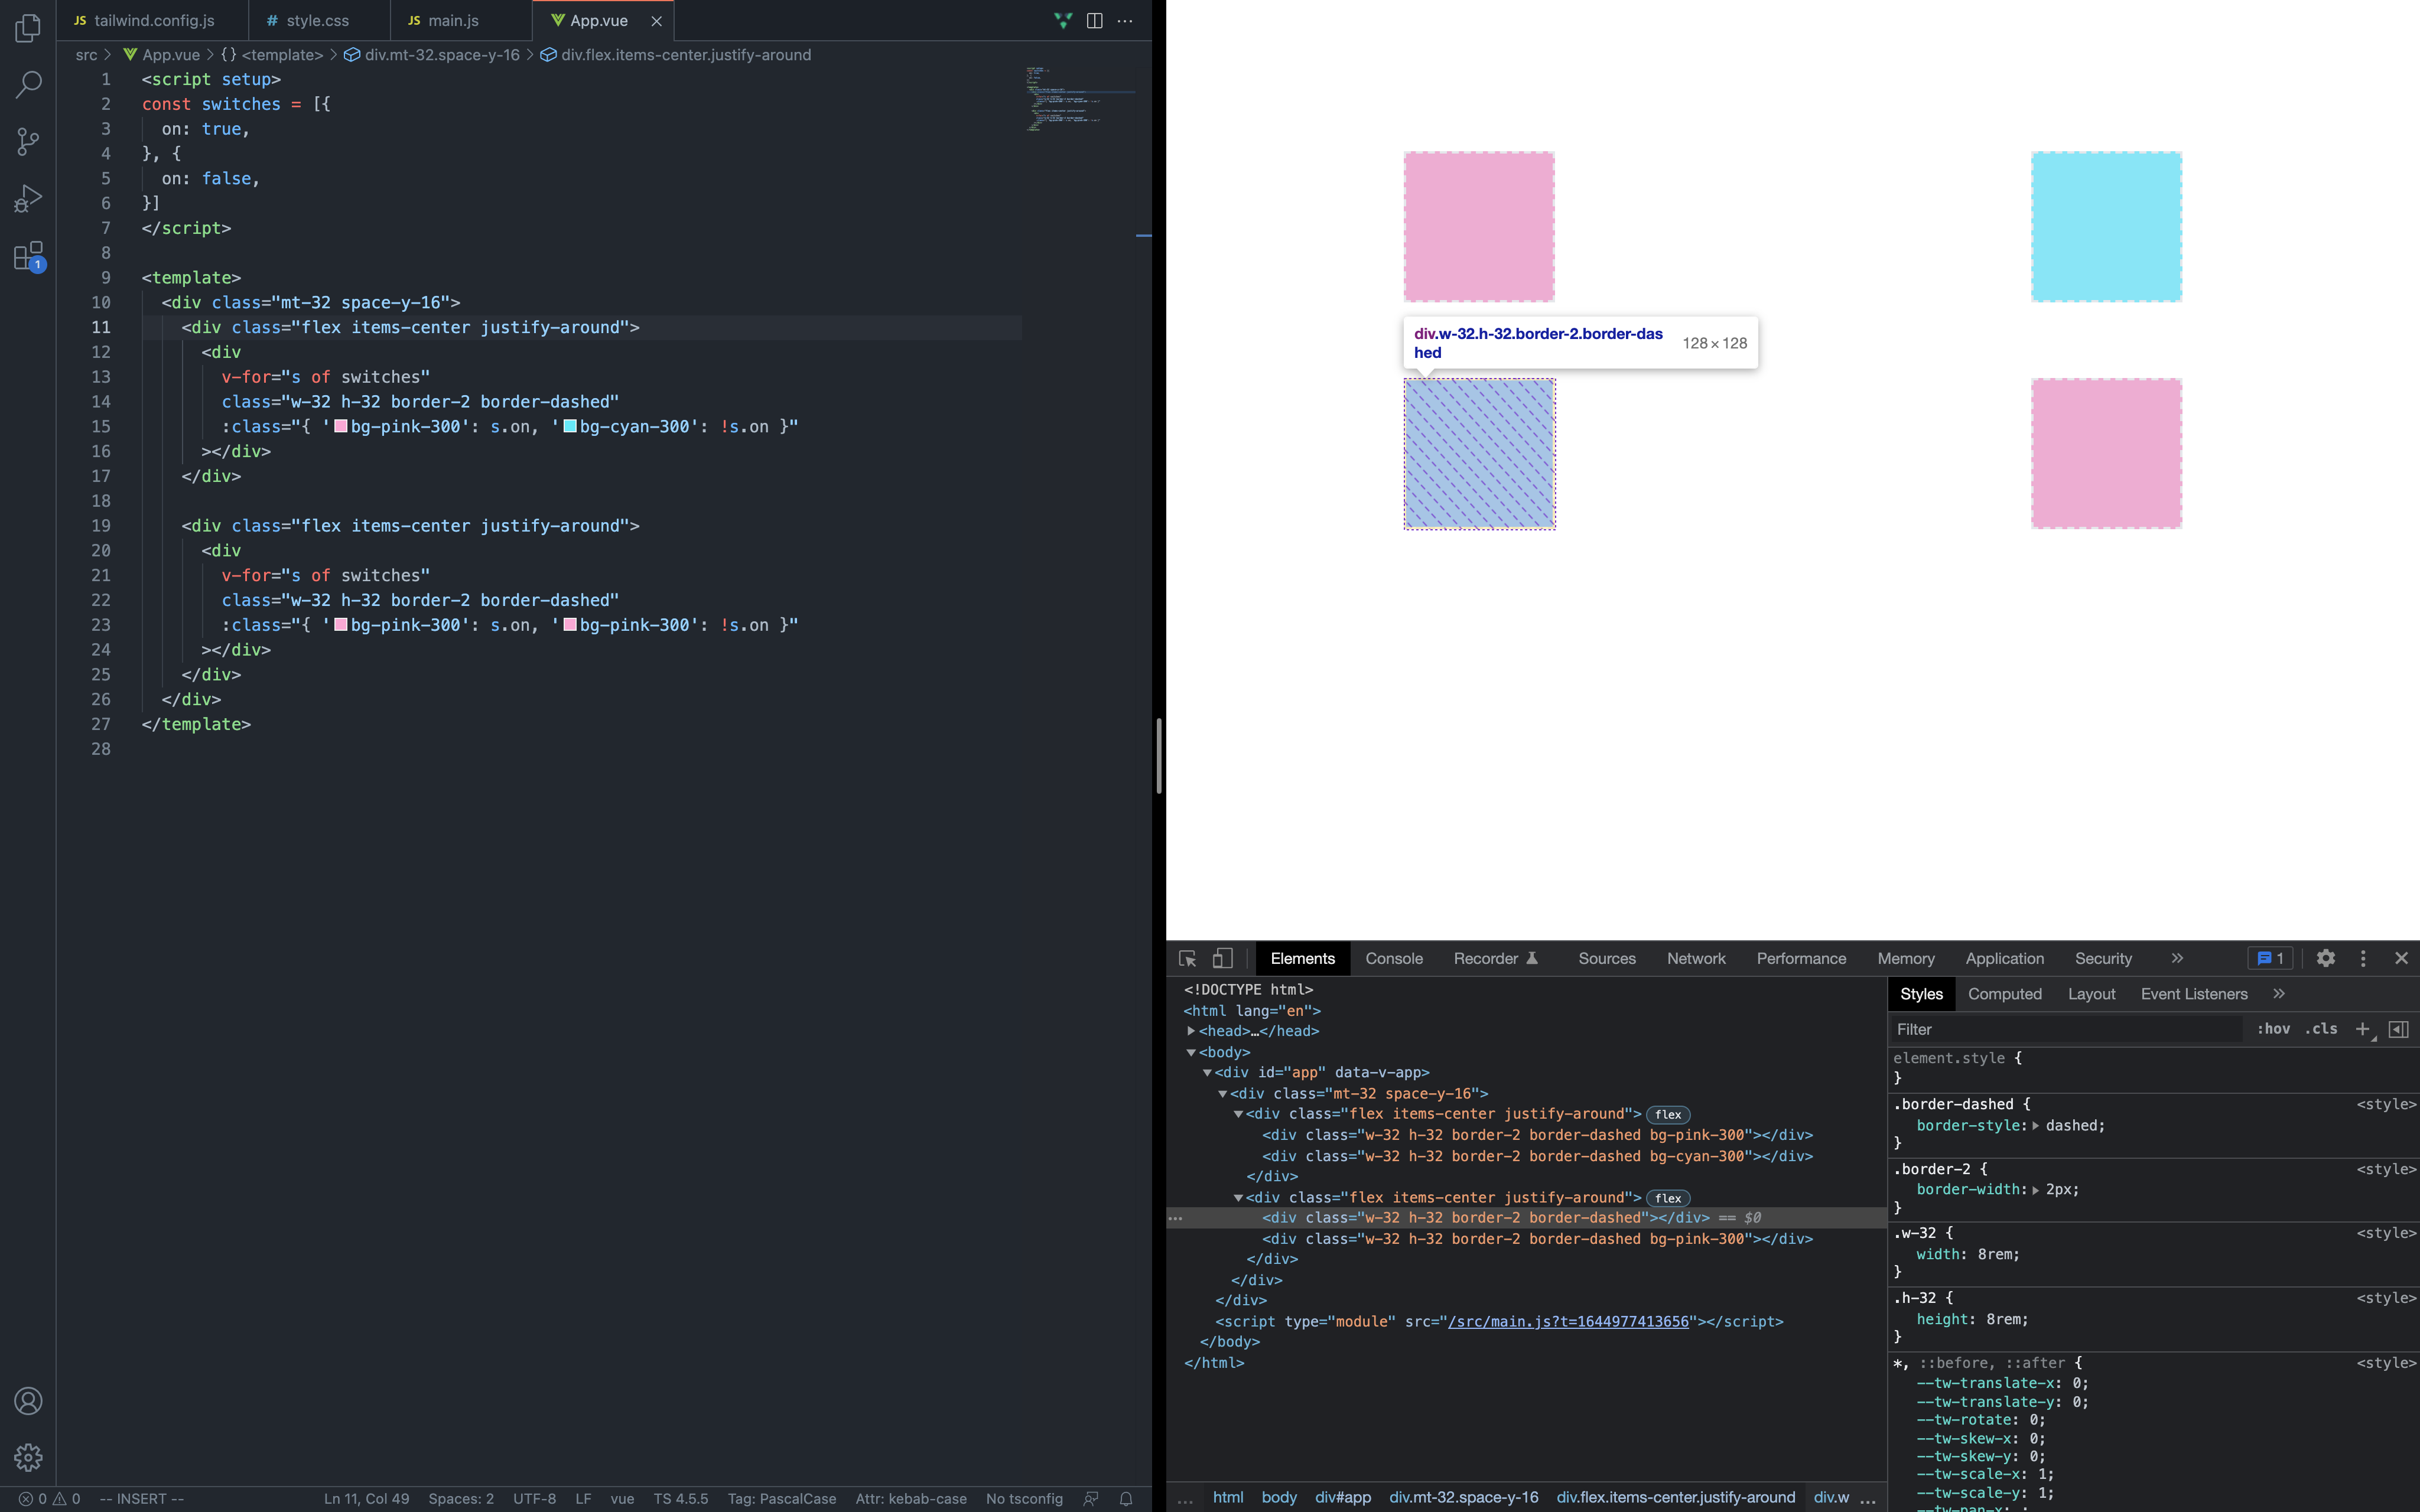 JS tailwind.config.js
# style.css
JS main.js
App.vue
src > App.vue > {} <template> > div.mt-32.space-y-16 > div.flex.items-center.justify-around
1 <script setup>
2 const switches = [{
3 on: true,
4 }, {
5 on: false,
6 }]
7 </script>
8
9 <template>
10 <div class="mt-32 space-y-16">
11 <div class="flex items-center justify-around">
12 <div
13 v-for="s of switches"
14 class="w-32 h-32 border-2 border-dashed"
15 :class="{ 'bg-pink-300': s.on, 'bg-cyan-300': !s.on }"
16 ></div>
17 </div>
18
19 <div class="flex items-center justify-around">
20 <div
21 v-for="s of switches"
22 class="w-32 h-32 border-2 border-dashed"
23 :class="{ 'bg-pink-300': s.on, 'bg-pink-300': !s.on }"
24 ></div>
25 </div>
26 </div>
27 </template>
28
1
0 0 -- INSERT -- Ln 11, Col 49 Spaces: 2 UTF-8 LF vue TS 4.5.5 Tag: PascalCase Attr: kebab-case No tsconfig
div.w-32.h-32.border-2.border-das
hed
128 × 128
Elements Console Recorder Sources Network Performance Memory Application Security » 1
<!DOCTYPE html>
<html lang="en">
<head>…</head>
<body>
<div id="app" data-v-app>
<div class="mt-32 space-y-16">
<div class="flex items-center justify-around"> flex
<div class="w-32 h-32 border-2 border-dashed bg-pink-300"></div>
<div class="w-32 h-32 border-2 border-dashed bg-cyan-300"></div>
</div>
<div class="flex items-center justify-around"> flex
<div class="w-32 h-32 border-2 border-dashed"></div> == $0
<div class="w-32 h-32 border-2 border-dashed bg-pink-300"></div>
</div>
</div>
</div>
<script type="module" src="/src/main.js?t=1644977413656"></script>
</body>
</html>
... html body div#app div.mt-32.space-y-16 div.flex.items-center.justify-around div.w ...
Styles Computed Layout Event Listeners »
Filter :hov .cls +
element.style {
}
.border-dashed { <style>
border-style: dashed;
}
.border-2 { <style>
border-width: 2px;
}
.w-32 { <style>
width: 8rem;
}
.h-32 { <style>
height: 8rem;
}
*, ::before, ::after { <style>
--tw-translate-x: 0;
--tw-translate-y: 0;
--tw-rotate: 0;
--tw-skew-x: 0;
--tw-skew-y: 0;
--tw-scale-x: 1;
--tw-scale-y: 1;
--tw-pan-x: ;